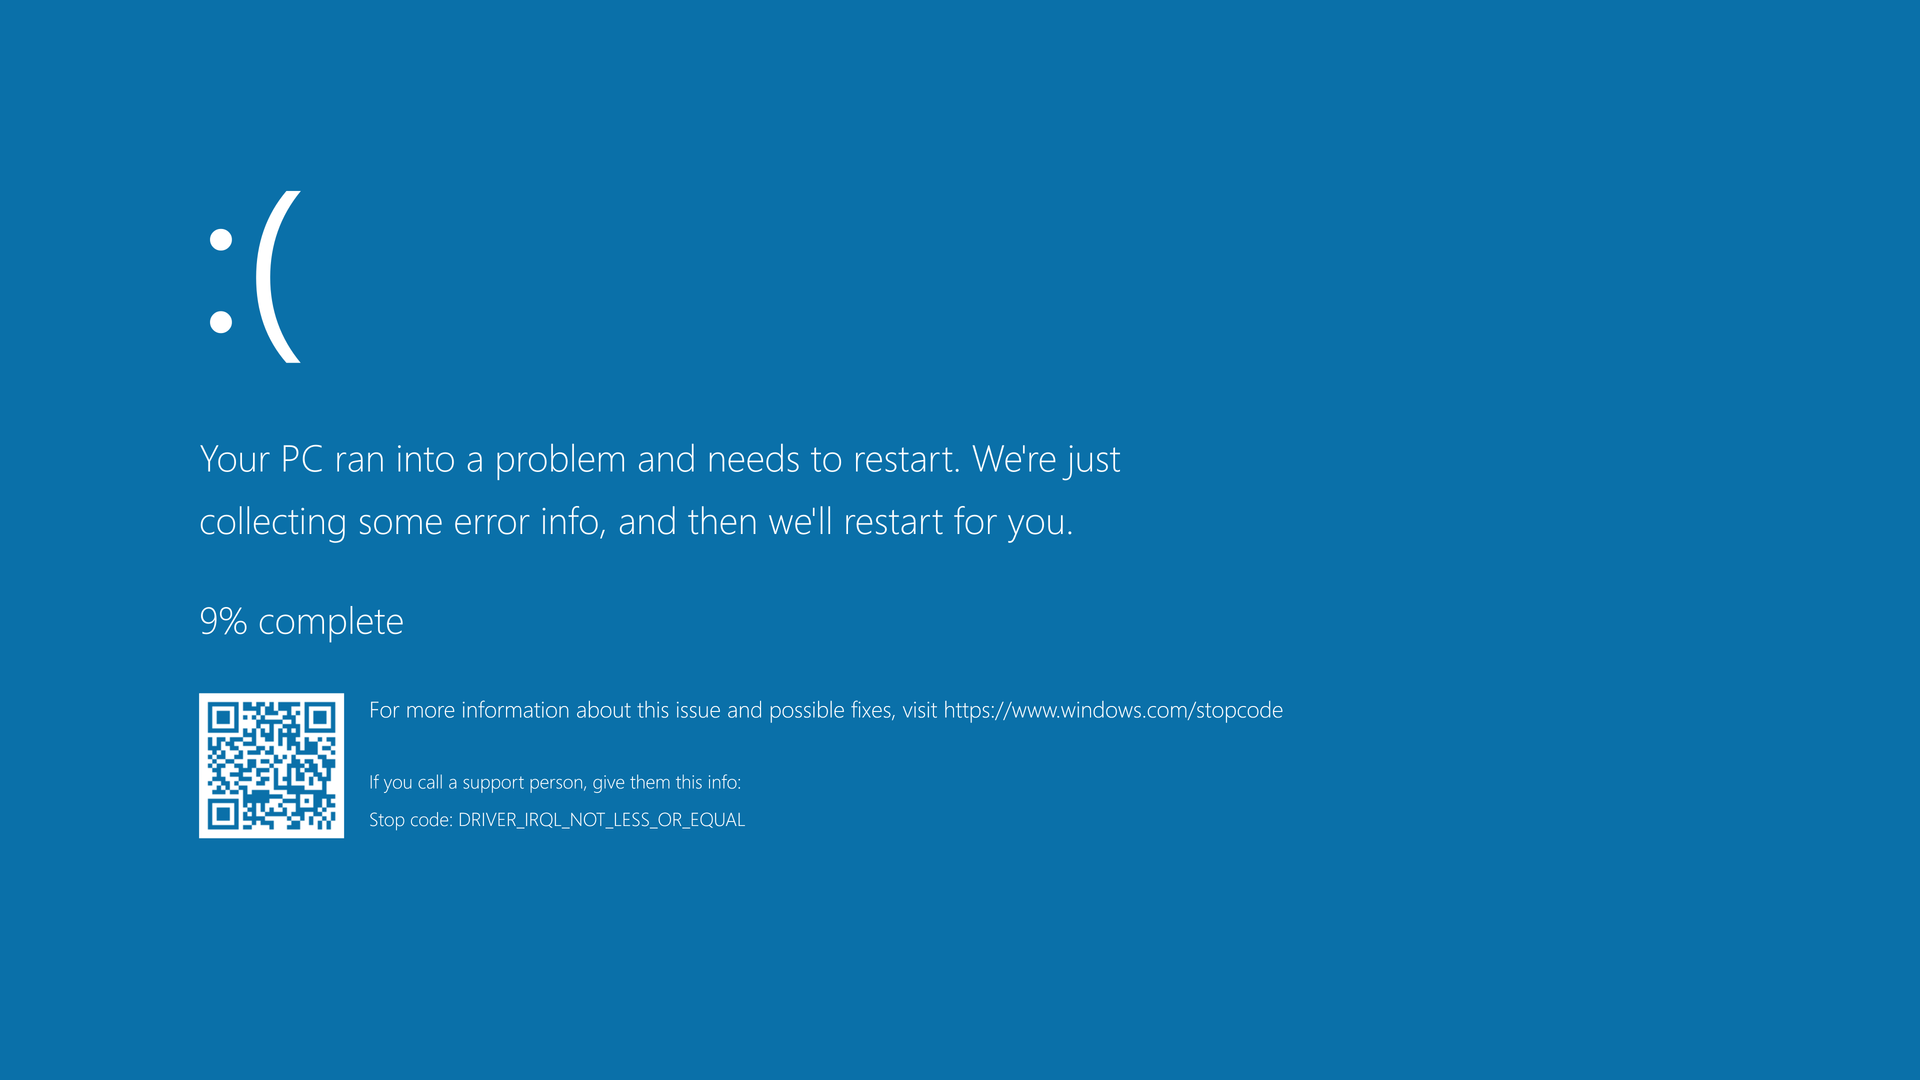 :(
Your PC ran into a problem and needs to restart. We're just
collecting some error info, and then we'll restart for you.
9% complete
For more information about this issue and possible fixes, visit https://www.windows.com/stopcode
If you call a support person, give them this info:
Stop code: DRIVER_IRQL_NOT_LESS_OR_EQUAL